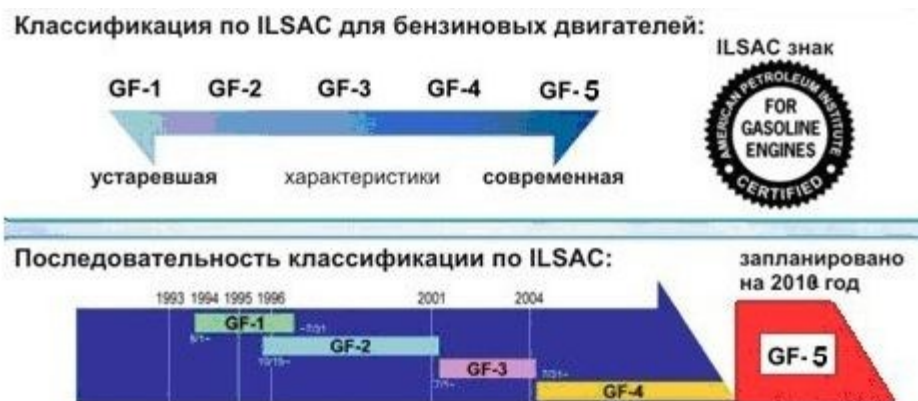 Классификация по ILSAC для бензиновых двигателей:
ILSAC знак
GF-1 GF-2 GF-3 GF-4 GF-5
AMERICAN PETROLEUM INSTITUTE
FOR
GASOLINE
ENGINES
CERTIFIED
устаревшая характеристики современная
Последовательность классификации по ILSAC:
запланировано
на 2010 год
1993 1994 1995 1996 2001 2004
GF-1
GF-2
GF-3
GF-4
GF-5